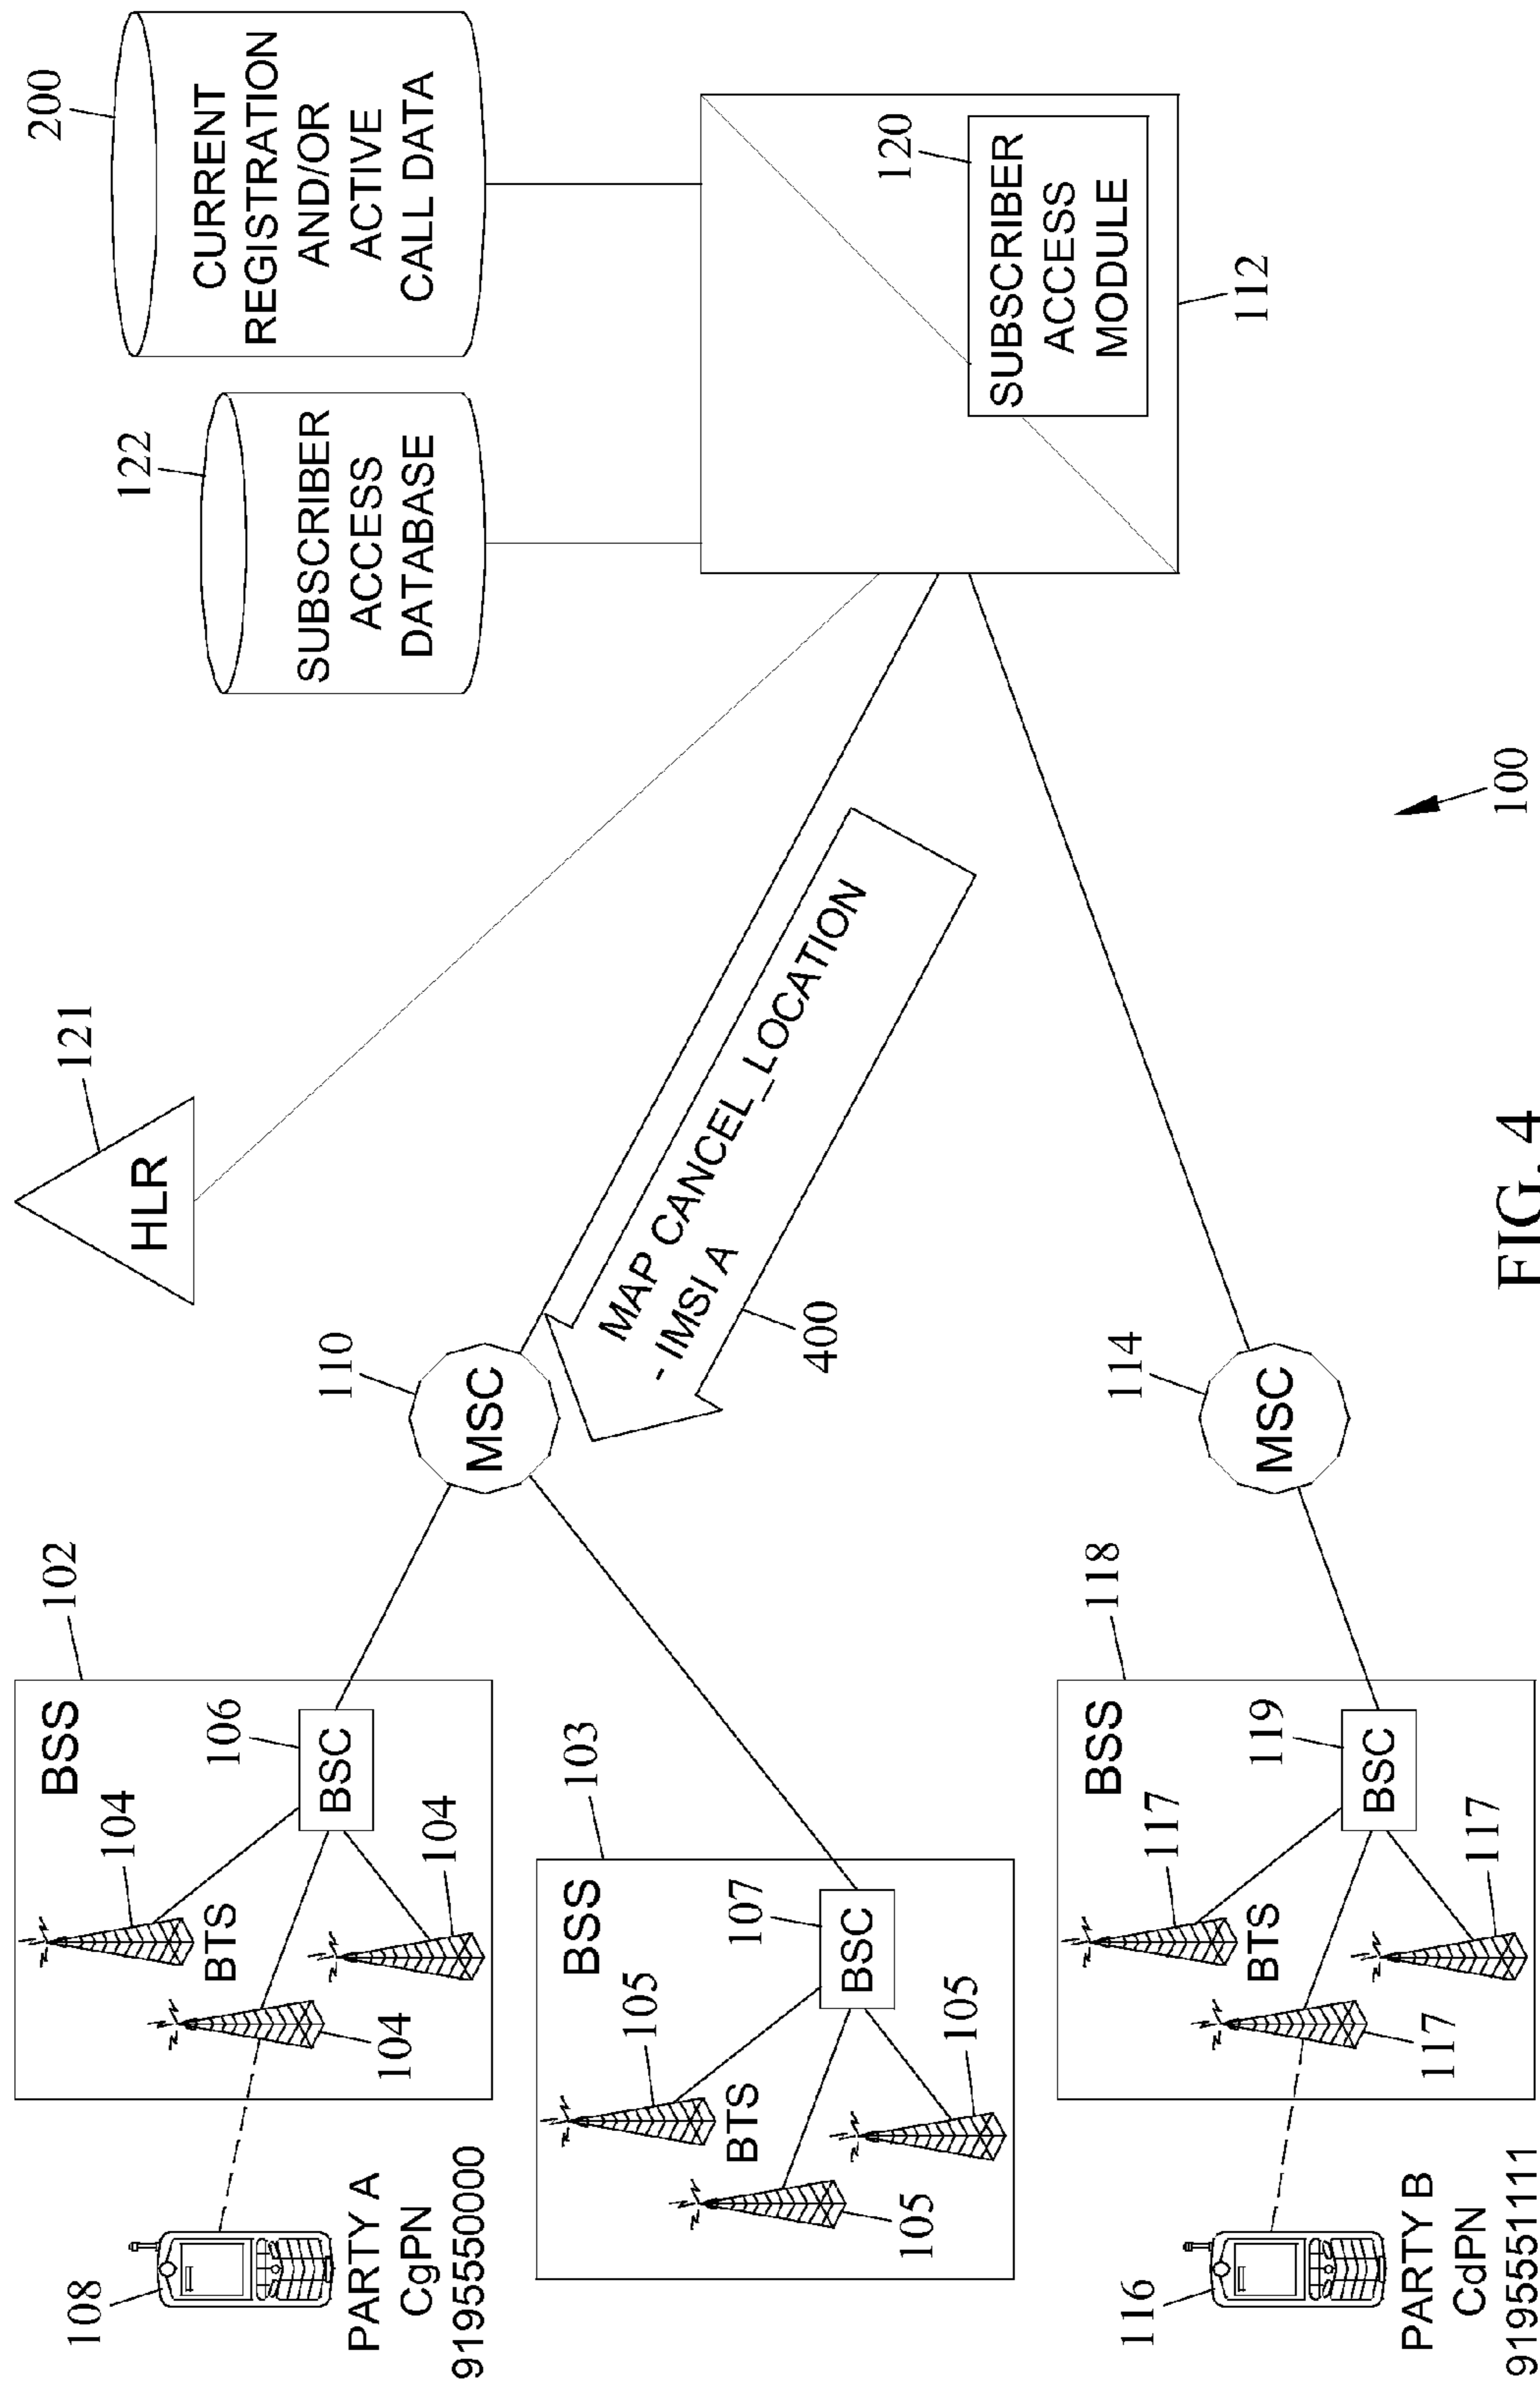 108
PARTY A
CgPN
9195550000
102
BSS
104
BTS
104
104
106
BSC
103
BSS
105
BTS
105
105
107
BSC
116
PARTY B
CdPN
9195551111
118
BSS
117
BTS
117
117
119
BSC
110
MSC
114
MSC
121
HLR
MAP CANCEL_LOCATION
- IMSI A
400
122
SUBSCRIBER
ACCESS
DATABASE
200
CURRENT
REGISTRATION
AND/OR
ACTIVE
CALL DATA
120
SUBSCRIBER
ACCESS
MODULE
112
100
FIG. 4